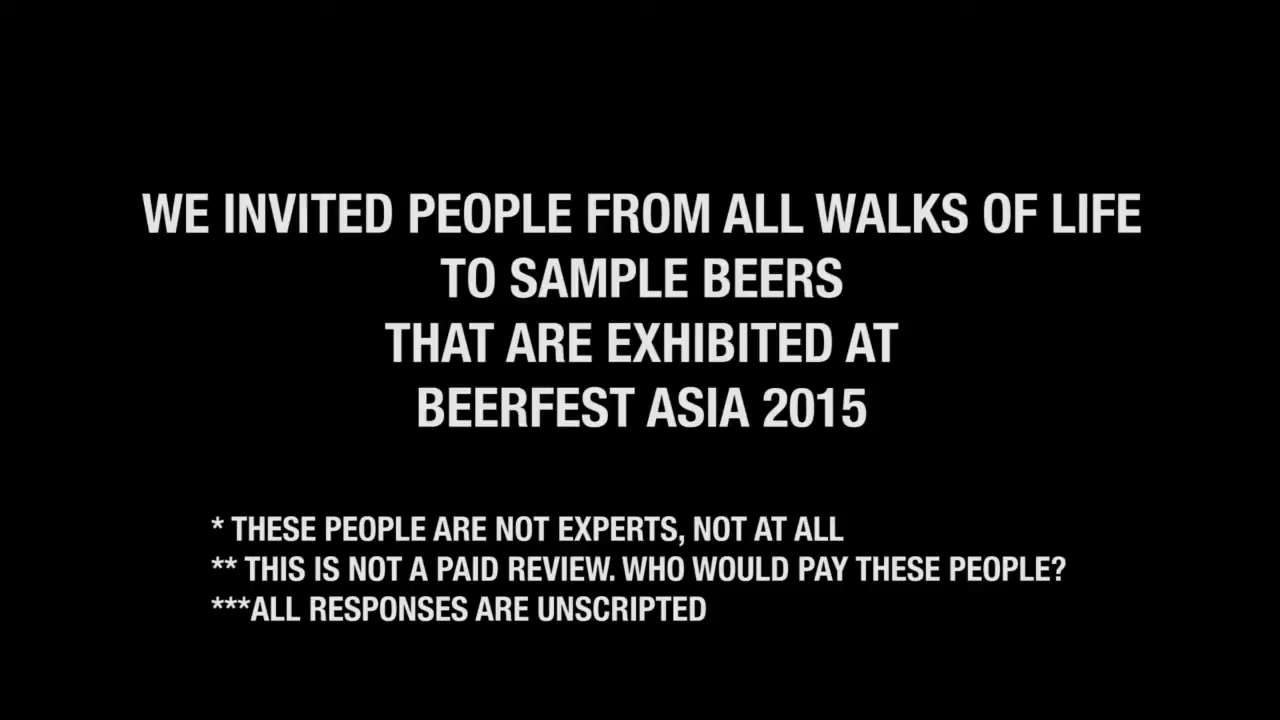 WE INVITED PEOPLE FROM ALL WALKS OF LIFE
TO SAMPLE BEERS
THAT ARE EXHIBITED AT
BEERFEST ASIA 2015
* THESE PEOPLE ARE NOT EXPERTS, NOT AT ALL
** THIS IS NOT A PAID REVIEW. WHO WOULD PAY THESE PEOPLE?
***ALL RESPONSES ARE UNSCRIPTED